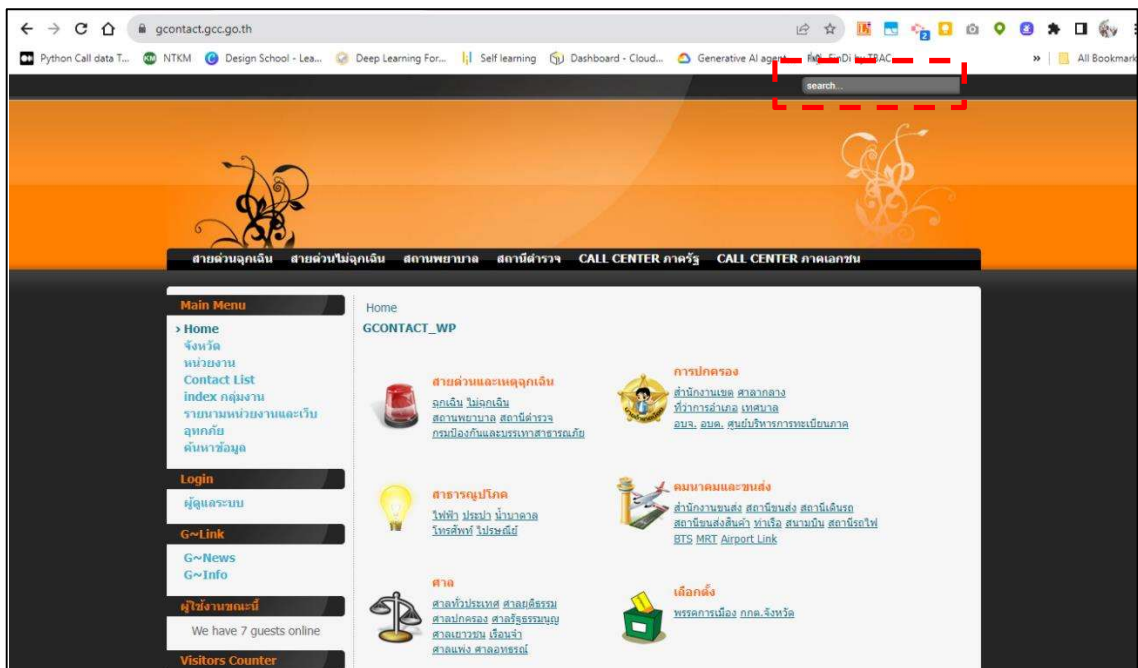 gcontact.gcc.go.th
Python Call data T... NTKM Design School - Lea... Deep Learning For... Self learning Dashboard - Cloud... Generative AI agent... FinDi by TBAC » All Bookmark
search...
สายด่วนฉุกเฉิน สายด่วนไม่ฉุกเฉิน สถานพยาบาล สถานีตำรวจ CALL CENTER ภาครัฐ CALL CENTER ภาคเอกชน
Main Menu
Home
จังหวัด
หน่วยงาน
Contact List
index กลุ่มงาน
รายนามหน่วยงานและเว็บ
อุทกภัย
ค้นหาข้อมูล
Login
ผู้ดูแลระบบ
G~Link
G~News
G~Info
ผู้ใช้งานขณะนี้
We have 7 guests online
Visitors Counter
Home
GCONTACT_WP
สายด่วนและเหตุฉุกเฉิน
ฉุกเฉิน ไม่ฉุกเฉิน
สถานพยาบาล สถานีตำรวจ
กรมป้องกันและบรรเทาสาธารณภัย
การปกครอง
สำนักงานเขต ศาลากลาง
ที่ว่าการอำเภอ เทศบาล
อบจ. อบต. ศูนย์บริหารการทะเบียนภาค
สาธารณูปโภค
ไฟฟ้า ประปา น้ำบาดาล
โทรศัพท์ ไปรษณีย์
คมนาคมและขนส่ง
สำนักงานขนส่ง สถานีขนส่ง สถานีเดินรถ
สถานีขนส่งสินค้า ท่าเรือ สนามบิน สถานีรถไฟ
BTS MRT Airport Link
ศาล
ศาลทั่วประเทศ ศาลยุติธรรม
ศาลปกครอง ศาลรัฐธรรมนูญ
ศาลเยาวชน เรือนจำ
ศาลแพ่ง ศาลอุทธรณ์
เลือกตั้ง
พรรคการเมือง กกต.จังหวัด